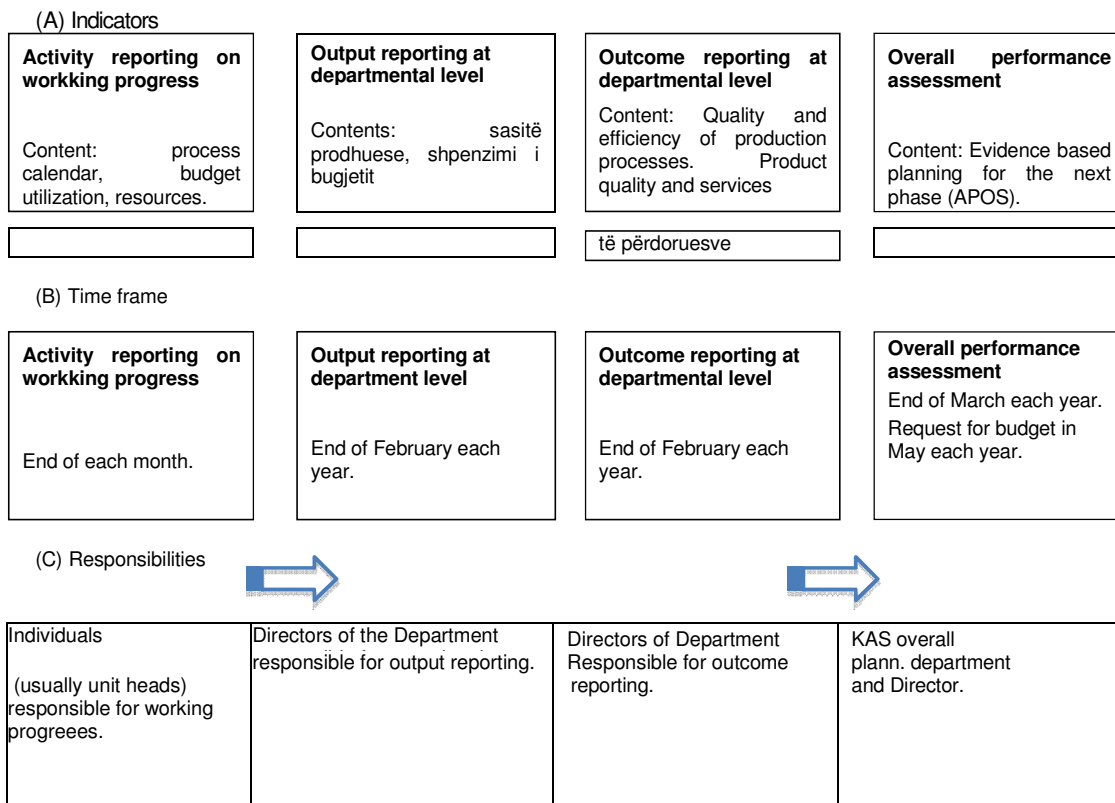 (A) Indicators
Activity reporting on
workking progress
Content: process
calendar, budget
utilization, resources.
Output reporting at
departmental level
Contents: sasitë
prodhuese, shpenzimi i
bugjetit
Outcome reporting at
departmental level
Content: Quality and
efficiency of production
processes. Product
quality and services
të përdoruesve
Overall performance
assessment
Content: Evidence based
planning for the next
phase (APOS).
(B) Time frame
Activity reporting on
workking progress
End of each month.
Output reporting at
department level
End of February each
year.
Outcome reporting at
departmental level
End of February each
year.
Overall performance
assessment
End of March each year.
Request for budget in
May each year.
(C) Responsibilities
Individuals
(usually unit heads)
responsible for working
progreees.
Directors of the Department
responsible for output reporting.
Directors of Department
Responsible for outcome
reporting.
KAS overall
plann. department
and Director.